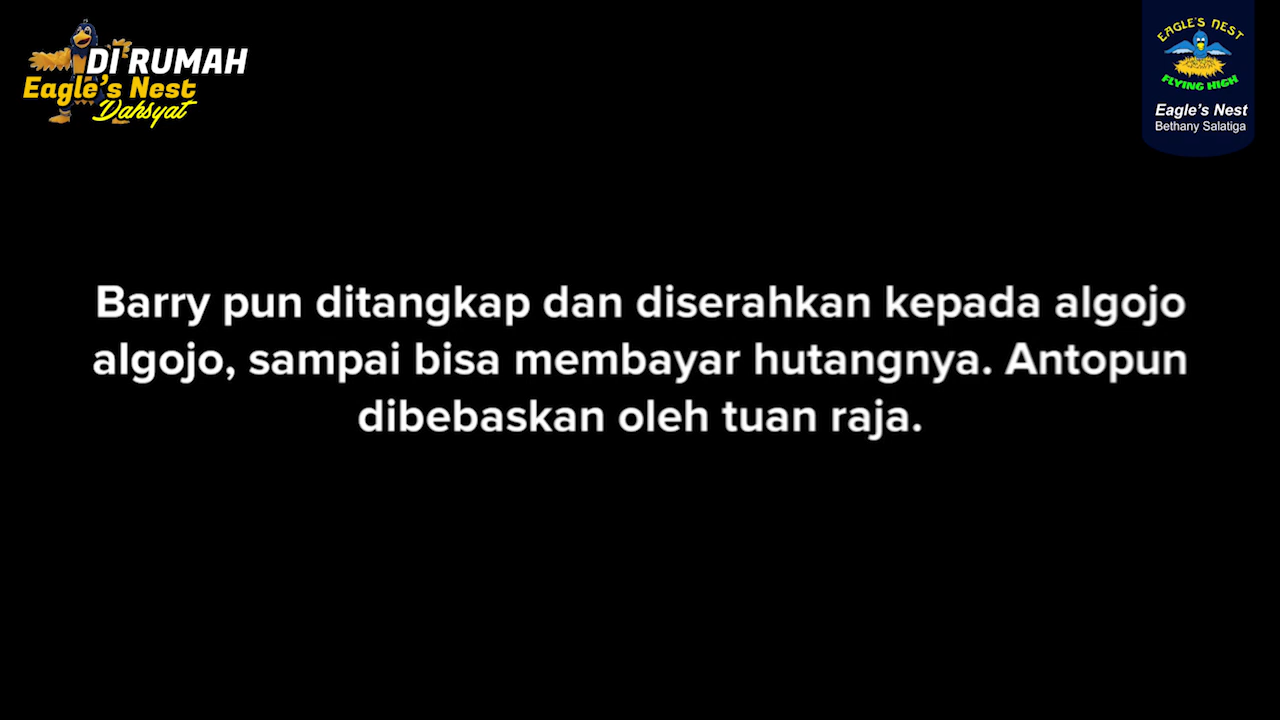 DI RUMAH
Eagle's Nest
Dahsyat
EAGLE'S NEST
FLYING HIGH
Eagle's Nest
Bethany Salatiga
Barry pun ditangkap dan diserahkan kepada algojo
algojo, sampai bisa membayar hutangnya. Antopun
dibebaskan oleh tuan raja.